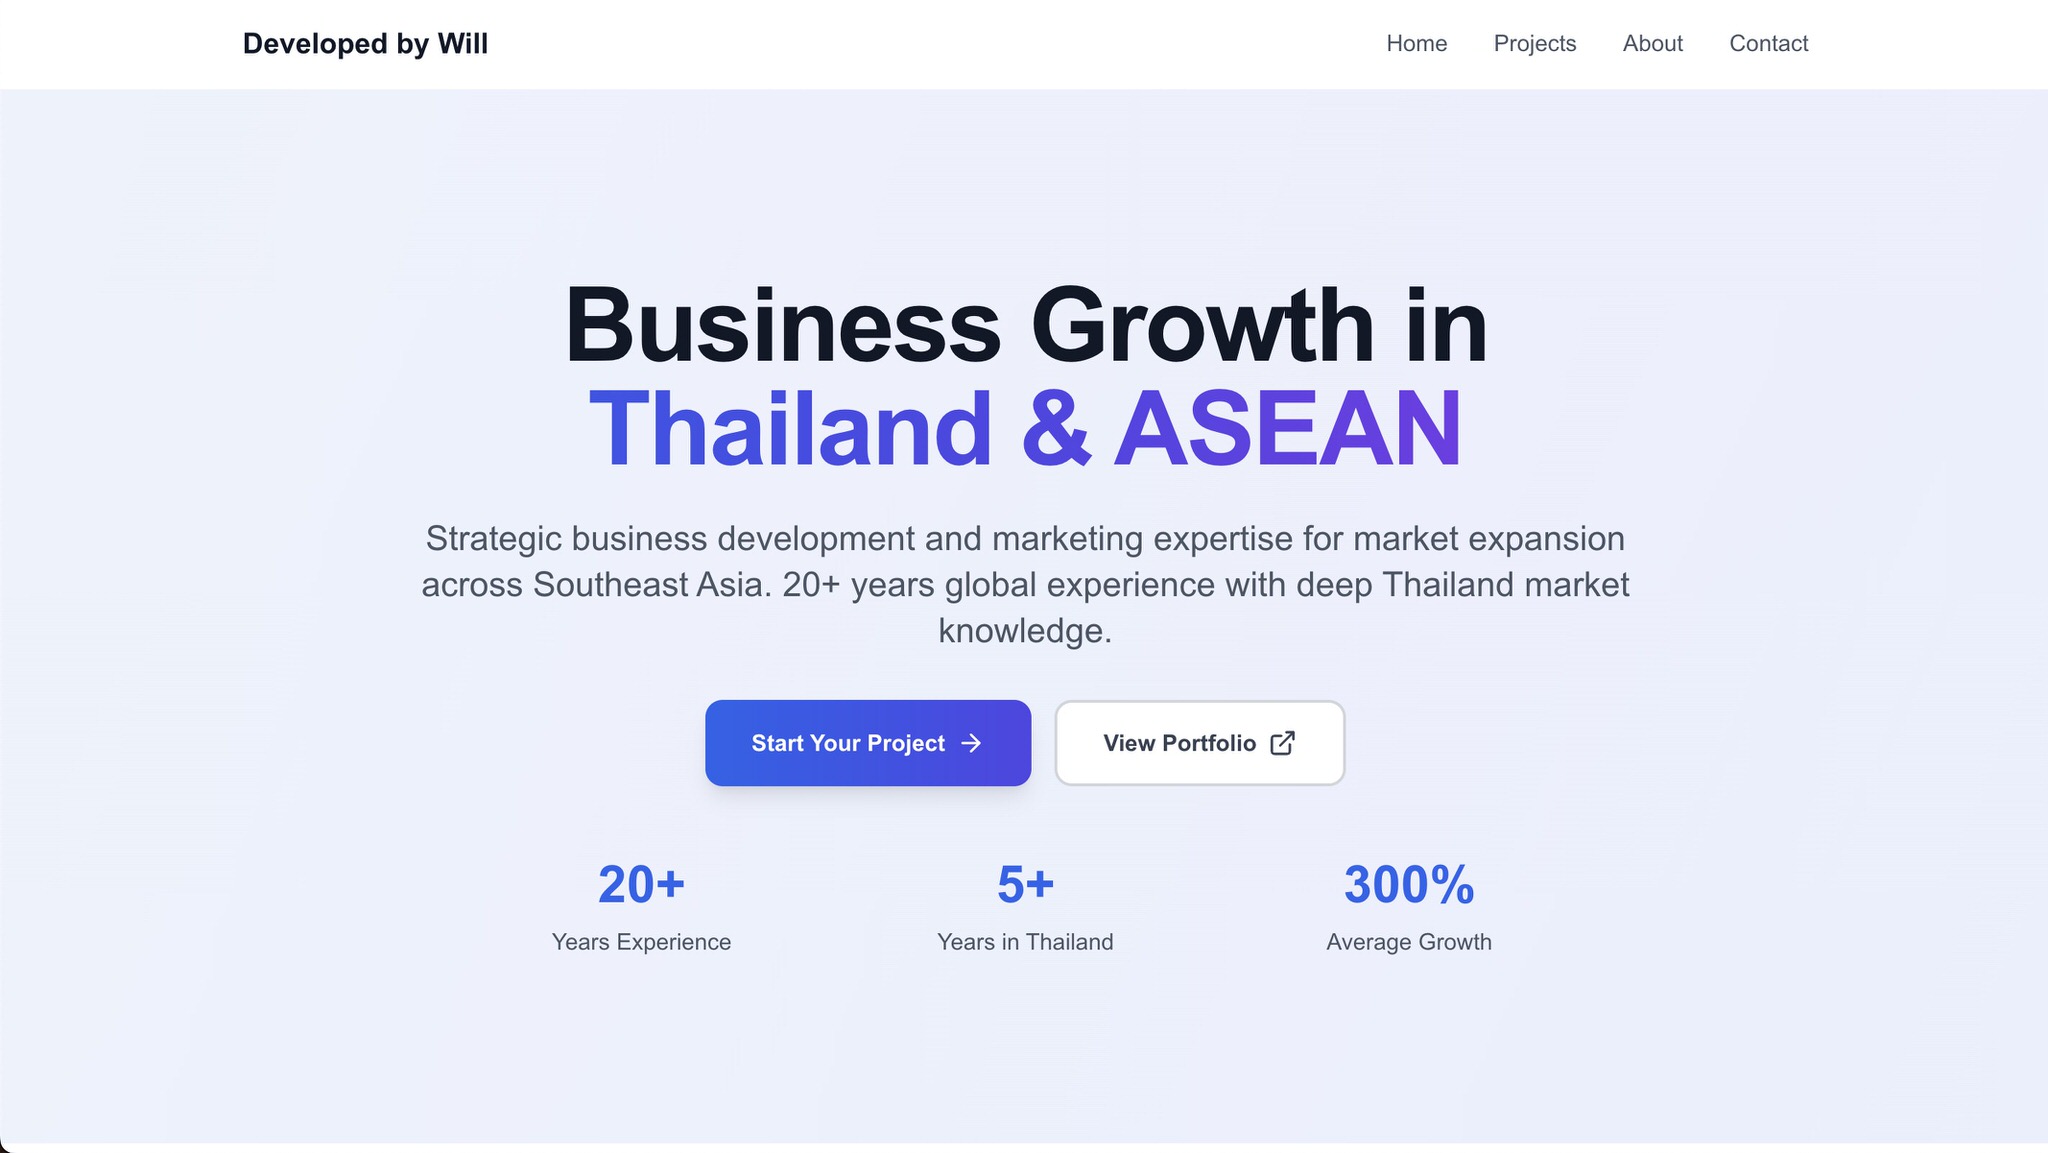 Developed by Will
Home Projects About Contact
Business Growth in
Thailand & ASEAN
Strategic business development and marketing expertise for market expansion
across Southeast Asia. 20+ years global experience with deep Thailand market
knowledge.
Start Your Project View Portfolio
20+ 5+ 300%
Years Experience Years in Thailand Average Growth